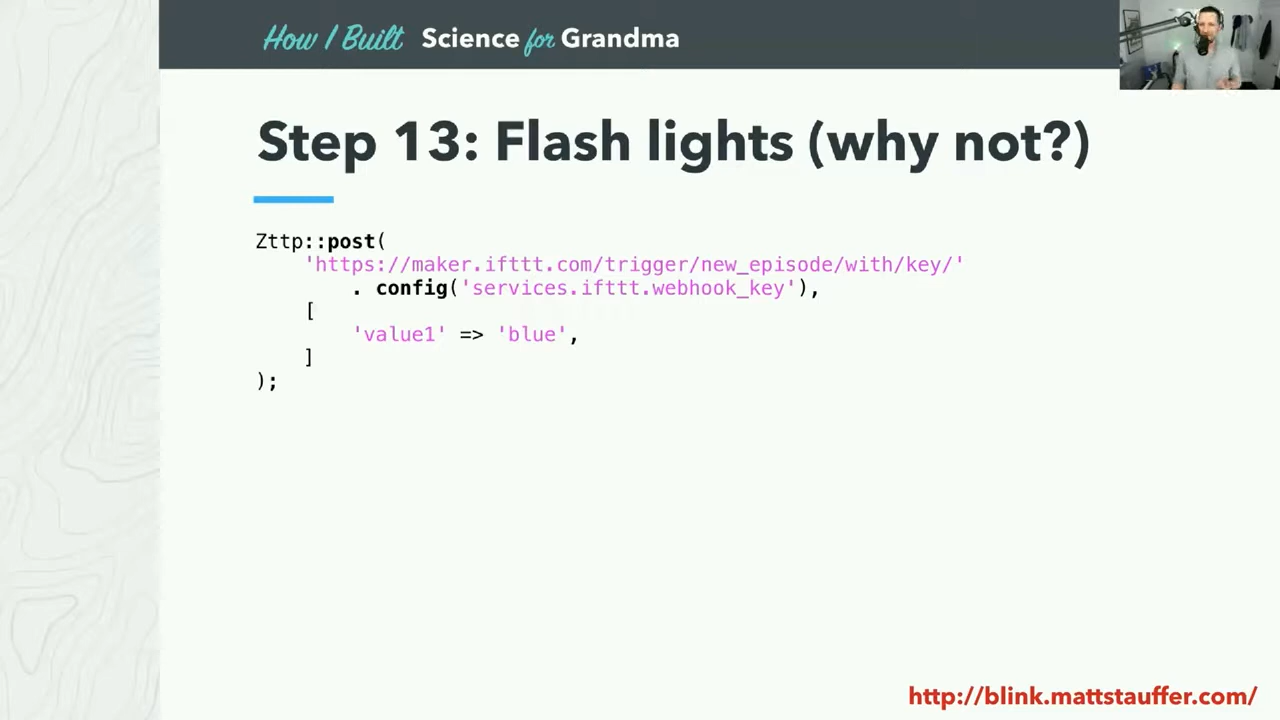 How I Built Science for Grandma
Step 13: Flash lights (why not?)
Zttp::post(
    'https://maker.ifttt.com/trigger/new_episode/with/key/'
        . config('services.ifttt.webhook_key'),
    [
        'value1' => 'blue',
    ]
);
http://blink.mattstauffer.com/